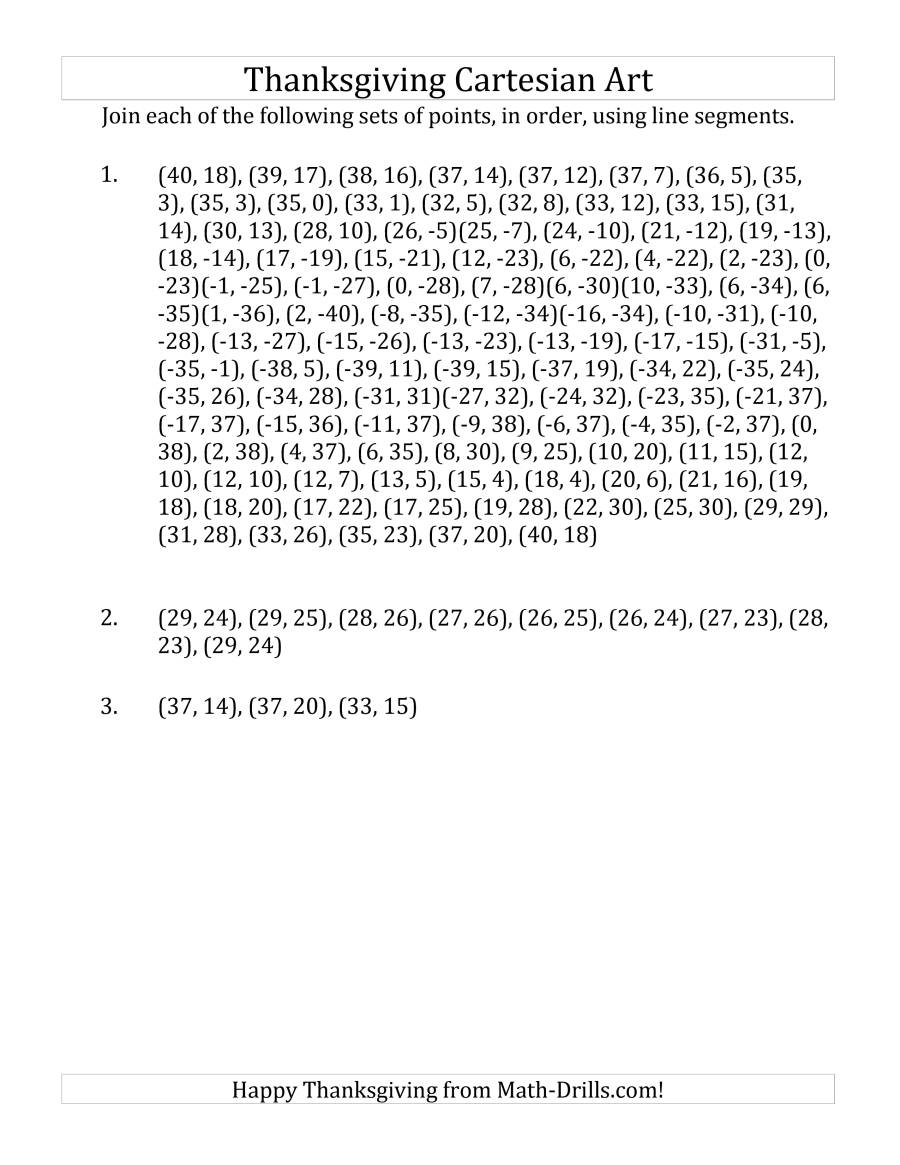 Thanksgiving Cartesian Art
Join each of the following sets of points, in order, using line segments.
1. (40, 18), (39, 17), (38, 16), (37, 14), (37, 12), (37, 7), (36, 5), (35,
3), (35, 3), (35, 0), (33, 1), (32, 5), (32, 8), (33, 12), (33, 15), (31,
14), (30, 13), (28, 10), (26, -5)(25, -7), (24, -10), (21, -12), (19, -13),
(18, -14), (17, -19), (15, -21), (12, -23), (6, -22), (4, -22), (2, -23), (0,
-23)(-1, -25), (-1, -27), (0, -28), (7, -28)(6, -30)(10, -33), (6, -34), (6,
-35)(1, -36), (2, -40), (-8, -35), (-12, -34)(-16, -34), (-10, -31), (-10,
-28), (-13, -27), (-15, -26), (-13, -23), (-13, -19), (-17, -15), (-31, -5),
(-35, -1), (-38, 5), (-39, 11), (-39, 15), (-37, 19), (-34, 22), (-35, 24),
(-35, 26), (-34, 28), (-31, 31)(-27, 32), (-24, 32), (-23, 35), (-21, 37),
(-17, 37), (-15, 36), (-11, 37), (-9, 38), (-6, 37), (-4, 35), (-2, 37), (0,
38), (2, 38), (4, 37), (6, 35), (8, 30), (9, 25), (10, 20), (11, 15), (12,
10), (12, 10), (12, 7), (13, 5), (15, 4), (18, 4), (20, 6), (21, 16), (19,
18), (18, 20), (17, 22), (17, 25), (19, 28), (22, 30), (25, 30), (29, 29),
(31, 28), (33, 26), (35, 23), (37, 20), (40, 18)
2. (29, 24), (29, 25), (28, 26), (27, 26), (26, 25), (26, 24), (27, 23), (28,
23), (29, 24)
3. (37, 14), (37, 20), (33, 15)
Happy Thanksgiving from Math-Drills.com!